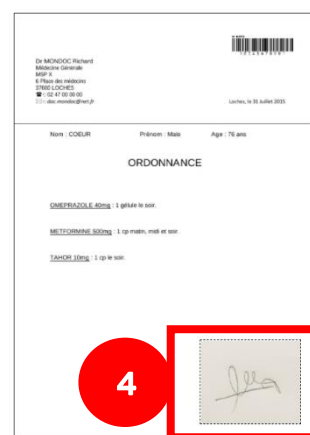 Dr MONDOC Richard
Médecine Générale
MSP X
6 Place des médecins
37600 LOCHES
☎ : 02 47 00 00 00
✉ : doc.mondoc@net.fr
Loches, le 31 Juillet 2015
Nom : COEUR Prénom : Male Age : 76 ans
ORDONNANCE
OMEPRAZOLE 40mg : 1 gélule le soir.
METFORMINE 500mg : 1 cp matin, midi et soir.
TAHOR 10mg : 1 cp le soir.
4